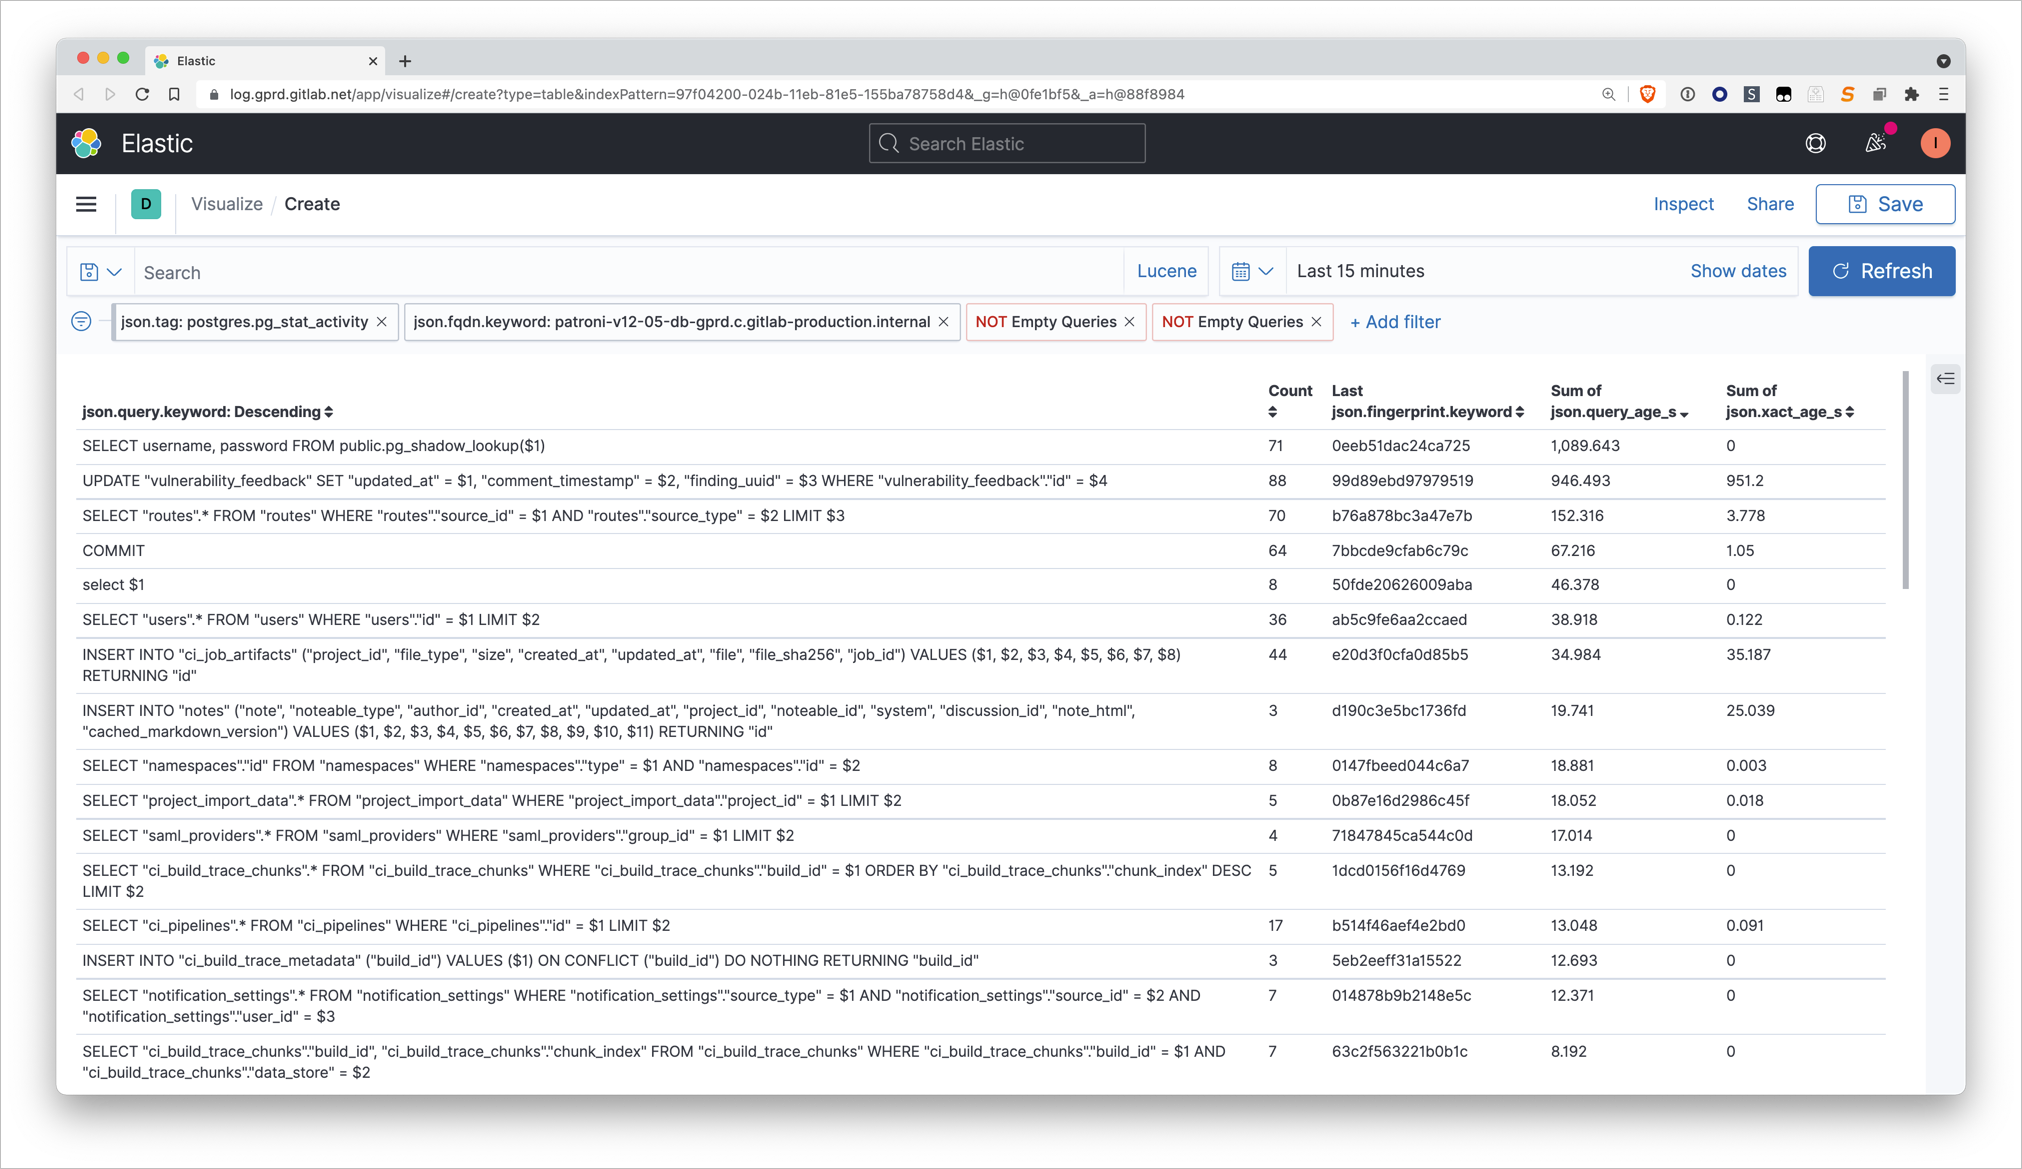 Elastic
log.gprd.gitlab.net/app/visualize#/create?type=table&indexPattern=97f04200-024b-11eb-81e5-155ba78758d4&_g=h@0fe1bf5&_a=h@88f8984
Elastic
Search Elastic
I
D
Visualize / Create
Inspect
Share
Save
Search
Lucene
Last 15 minutes
Show dates
Refresh
json.tag: postgres.pg_stat_activity ×
json.fqdn.keyword: patroni-v12-05-db-gprd.c.gitlab-production.internal ×
NOT Empty Queries ×
NOT Empty Queries ×
+ Add filter
json.query.keyword: Descending
Count
Last
json.fingerprint.keyword
Sum of
json.query_age_s
Sum of
json.xact_age_s
SELECT username, password FROM public.pg_shadow_lookup($1) 71 0eeb51dac24ca725 1,089.643 0
UPDATE "vulnerability_feedback" SET "updated_at" = $1, "comment_timestamp" = $2, "finding_uuid" = $3 WHERE "vulnerability_feedback"."id" = $4 88 99d89ebd97979519 946.493 951.2
SELECT "routes".* FROM "routes" WHERE "routes"."source_id" = $1 AND "routes"."source_type" = $2 LIMIT $3 70 b76a878bc3a47e7b 152.316 3.778
COMMIT 64 7bbcde9cfab6c79c 67.216 1.05
select $1 8 50fde20626009aba 46.378 0
SELECT "users".* FROM "users" WHERE "users"."id" = $1 LIMIT $2 36 ab5c9fe6aa2ccaed 38.918 0.122
INSERT INTO "ci_job_artifacts" ("project_id", "file_type", "size", "created_at", "updated_at", "file", "file_sha256", "job_id") VALUES ($1, $2, $3, $4, $5, $6, $7, $8) 44 e20d3f0cfa0d85b5 34.984 35.187
RETURNING "id"
INSERT INTO "notes" ("note", "noteable_type", "author_id", "created_at", "updated_at", "project_id", "noteable_id", "system", "discussion_id", "note_html", 3 d190c3e5bc1736fd 19.741 25.039
"cached_markdown_version") VALUES ($1, $2, $3, $4, $5, $6, $7, $8, $9, $10, $11) RETURNING "id"
SELECT "namespaces"."id" FROM "namespaces" WHERE "namespaces"."type" = $1 AND "namespaces"."id" = $2 8 0147fbeed044c6a7 18.881 0.003
SELECT "project_import_data".* FROM "project_import_data" WHERE "project_import_data"."project_id" = $1 LIMIT $2 5 0b87e16d2986c45f 18.052 0.018
SELECT "saml_providers".* FROM "saml_providers" WHERE "saml_providers"."group_id" = $1 LIMIT $2 4 71847845ca544c0d 17.014 0
SELECT "ci_build_trace_chunks".* FROM "ci_build_trace_chunks" WHERE "ci_build_trace_chunks"."build_id" = $1 ORDER BY "ci_build_trace_chunks"."chunk_index" DESC 5 1dcd0156f16d4769 13.192 0
LIMIT $2
SELECT "ci_pipelines".* FROM "ci_pipelines" WHERE "ci_pipelines"."id" = $1 LIMIT $2 17 b514f46aef4e2bd0 13.048 0.091
INSERT INTO "ci_build_trace_metadata" ("build_id") VALUES ($1) ON CONFLICT ("build_id") DO NOTHING RETURNING "build_id" 3 5eb2eeff31a15522 12.693 0
SELECT "notification_settings".* FROM "notification_settings" WHERE "notification_settings"."source_type" = $1 AND "notification_settings"."source_id" = $2 AND 7 014878b9b2148e5c 12.371 0
"notification_settings"."user_id" = $3
SELECT "ci_build_trace_chunks"."build_id", "ci_build_trace_chunks"."chunk_index" FROM "ci_build_trace_chunks" WHERE "ci_build_trace_chunks"."build_id" = $1 AND 7 63c2f563221b0b1c 8.192 0
"ci_build_trace_chunks"."data_store" = $2